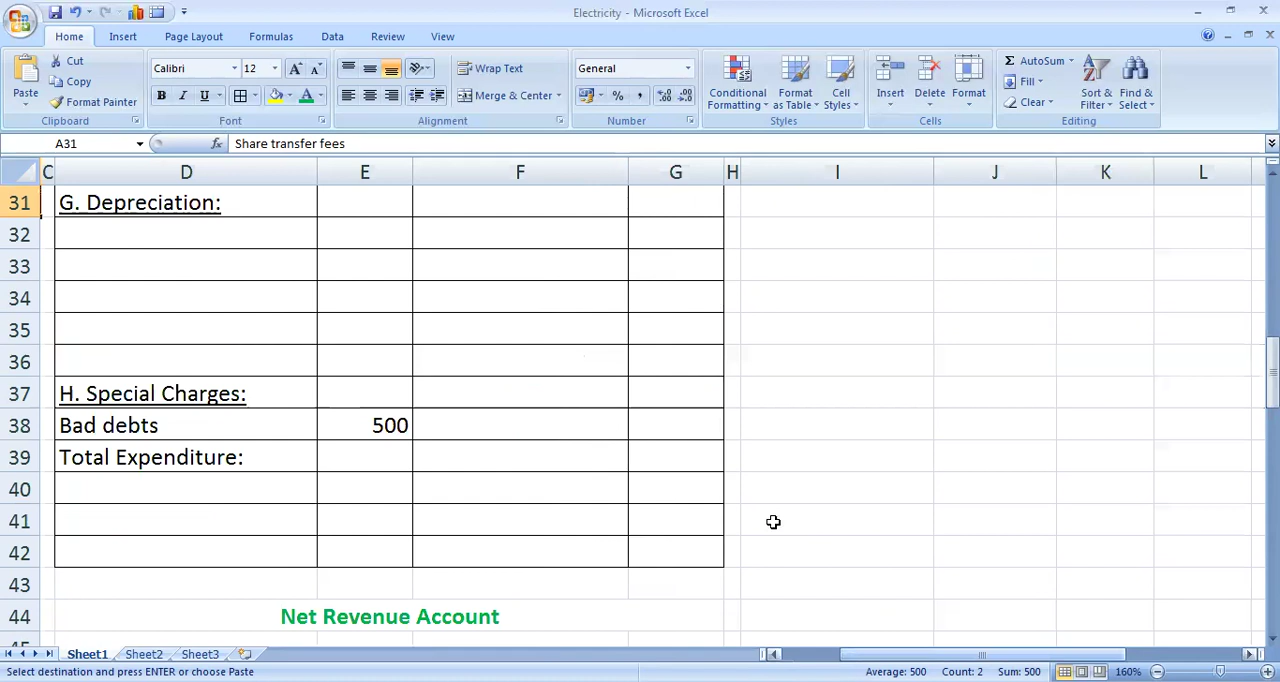 Electricity - Microsoft Excel
Home Insert Page Layout Formulas Data Review View
Paste
Cut
Copy
Format Painter
Clipboard
Calibri 12
B I U
Font
Wrap Text
Merge & Center
Alignment
General
% ,
Number
Conditional Formatting
Format as Table
Cell Styles
Styles
Insert
Delete
Format
Cells
Σ AutoSum
Fill
Clear
Sort & Filter
Find & Select
Editing
A31 fx Share transfer fees
C D E F G H I J K L
31 G. Depreciation:
32
33
34
35
36
37 H. Special Charges:
38 Bad debts 500
39 Total Expenditure:
40
41
42
43
44 Net Revenue Account
Sheet1 Sheet2 Sheet3
Select destination and press ENTER or choose Paste Average: 500 Count: 2 Sum: 500 160%